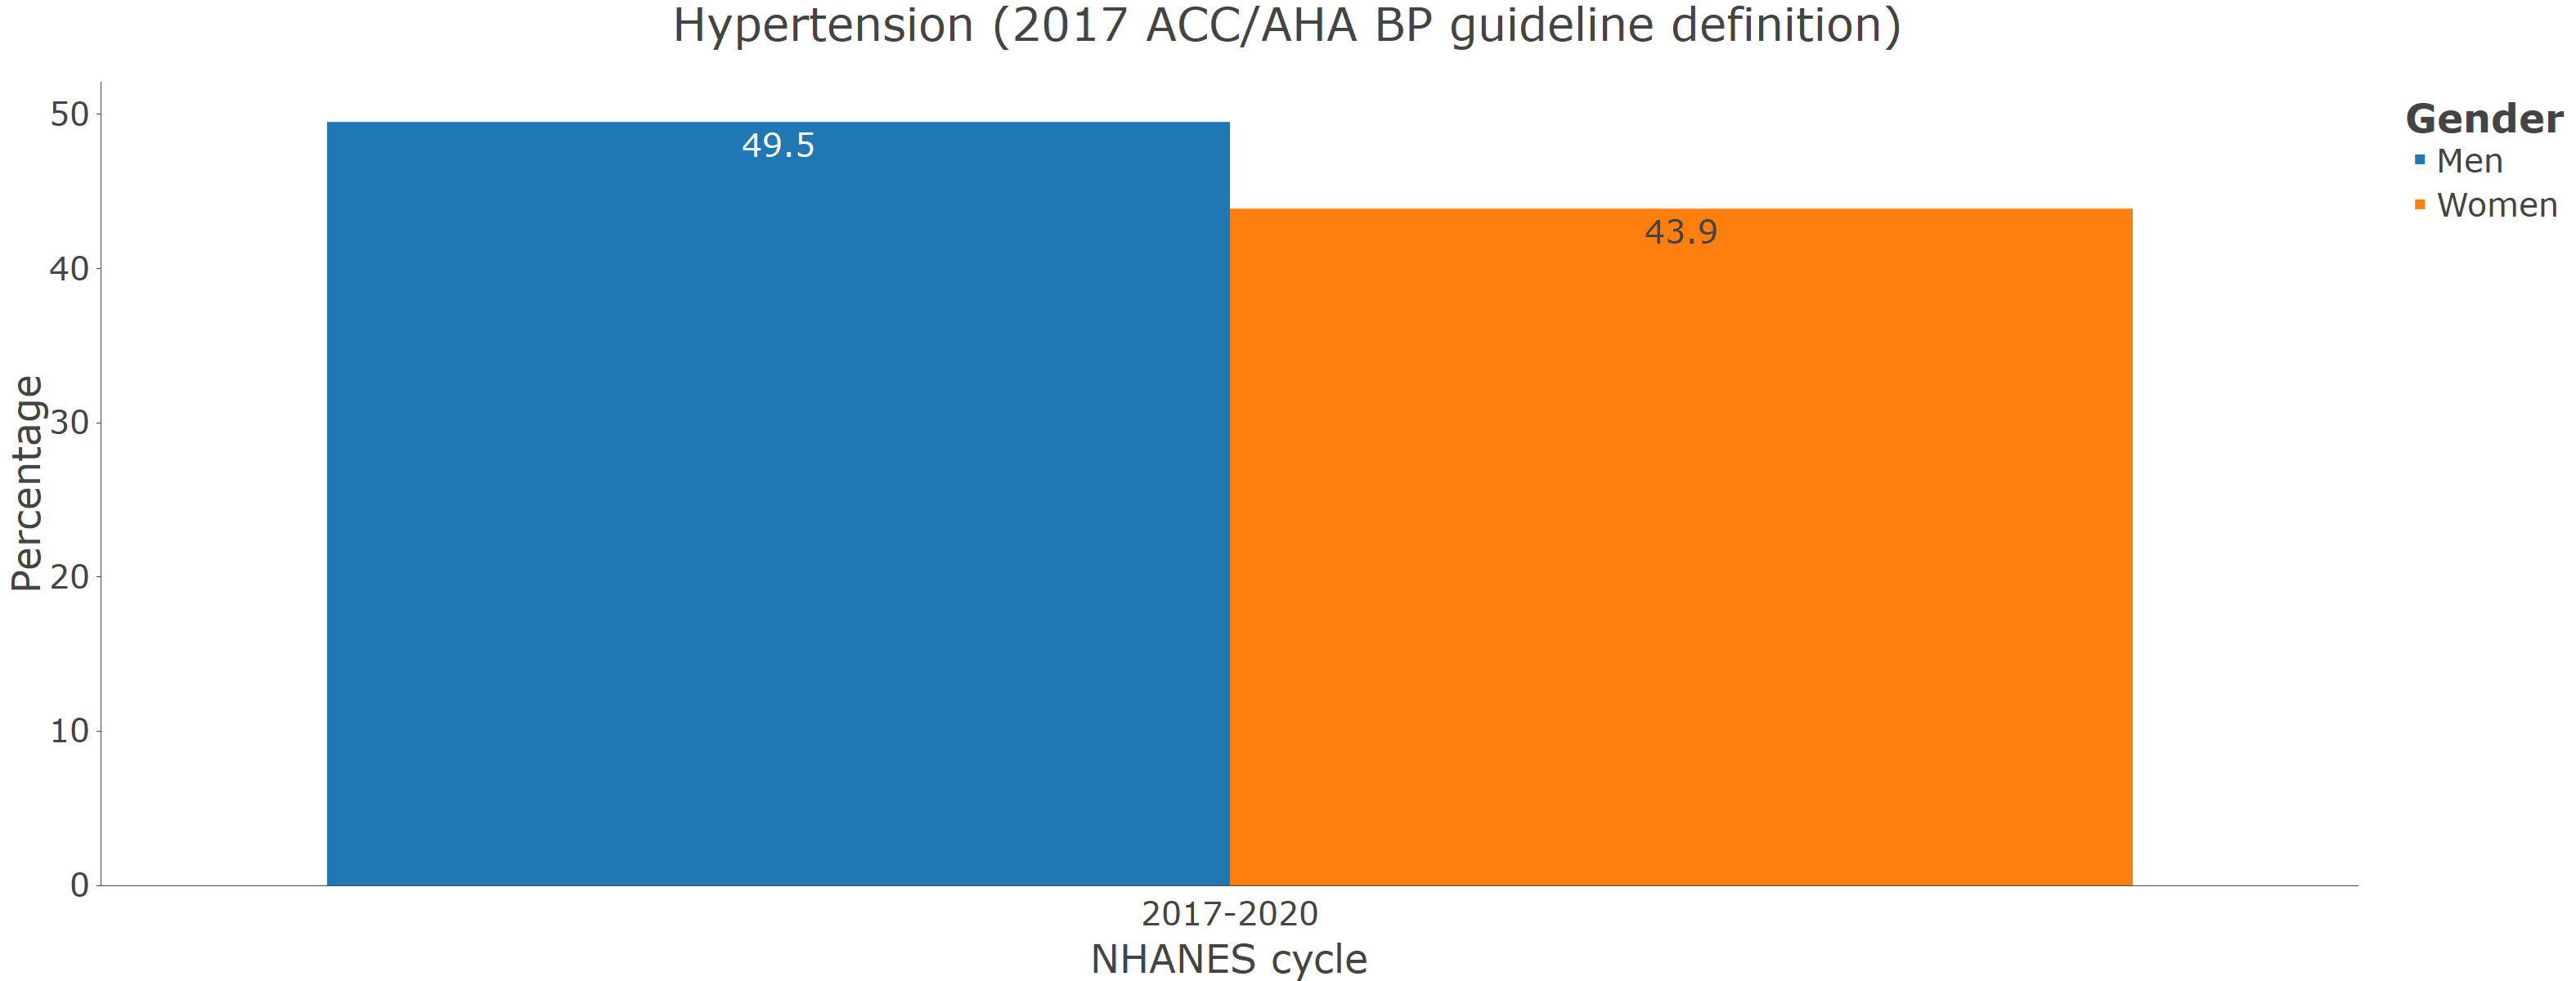 Hypertension (2017 ACC/AHA BP guideline definition)
Percentage
50
40
30
20
10
0
49.5
43.9
2017-2020
NHANES cycle
Gender
Men
Women